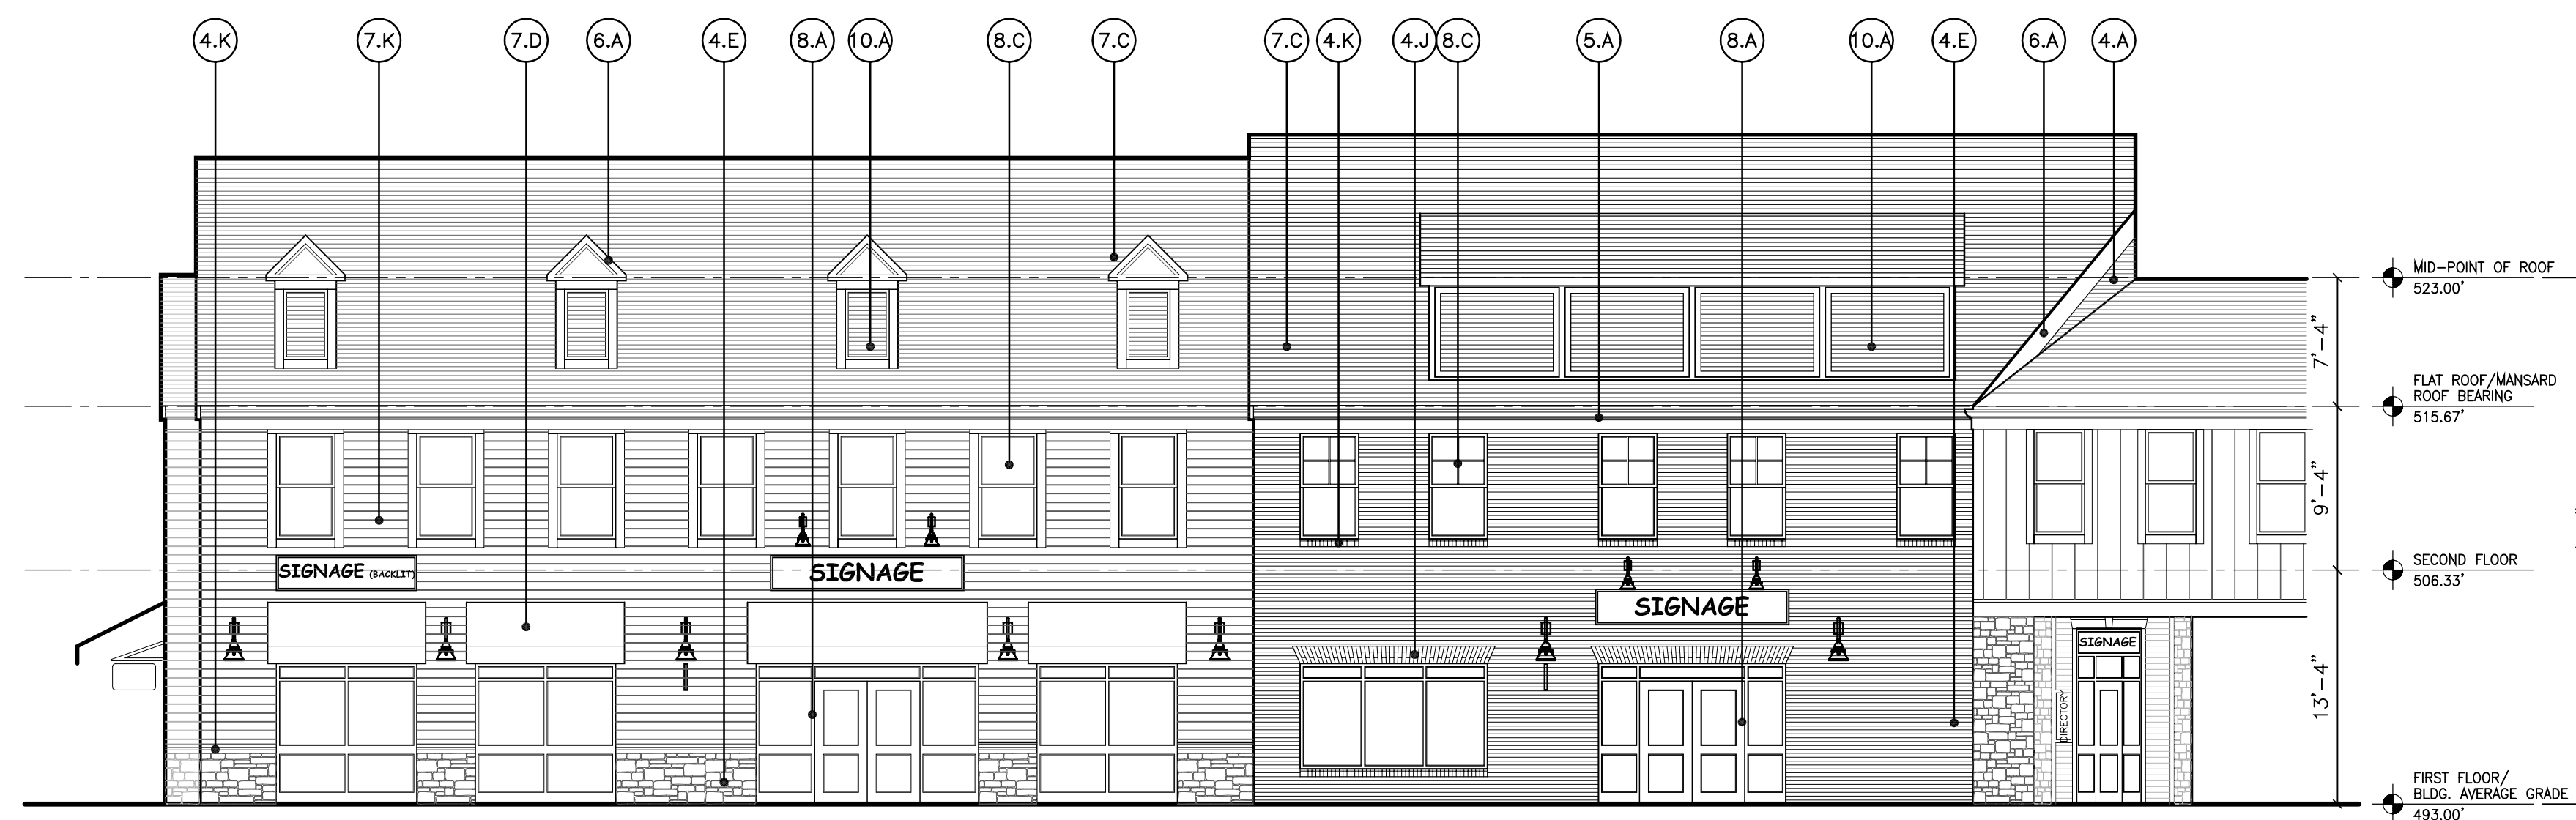 4.K 7.K 7.D 6.A 4.E 8.A 10.A 8.C 7.C 7.C 4.K 4.J 8.C 5.A 8.A 10.A 4.E 6.A 4.A
MID-POINT OF ROOF
523.00'
7'-4"
FLAT ROOF/MANSARD
ROOF BEARING
515.67'
9'-4"
SECOND FLOOR
506.33'
SIGNAGE (BACKLIT)
SIGNAGE
SIGNAGE
SIGNAGE
DIRECTORY
13'-4"
FIRST FLOOR/
BLDG. AVERAGE GRADE
493.00'